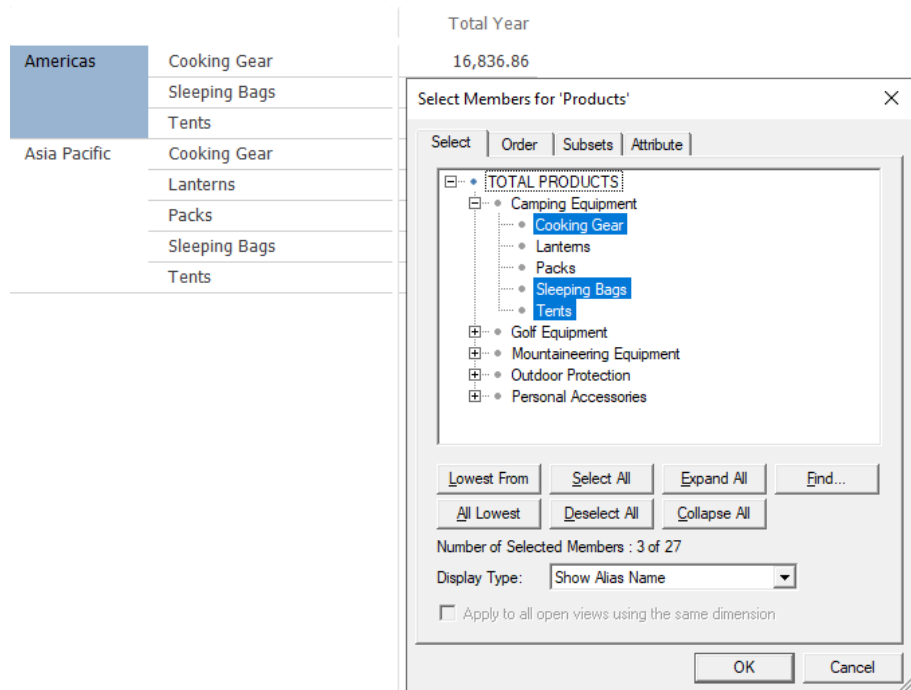 Total Year
Americas Cooking Gear 16,836.86
Sleeping Bags
Tents
Asia Pacific Cooking Gear
Lanterns
Packs
Sleeping Bags
Tents
Select Members for 'Products'
Select Order Subsets Attribute
TOTAL PRODUCTS
Camping Equipment
Cooking Gear
Lanterns
Packs
Sleeping Bags
Tents
Golf Equipment
Mountaineering Equipment
Outdoor Protection
Personal Accessories
Lowest From Select All Expand All Find...
All Lowest Deselect All Collapse All
Number of Selected Members : 3 of 27
Display Type: Show Alias Name
Apply to all open views using the same dimension
OK Cancel